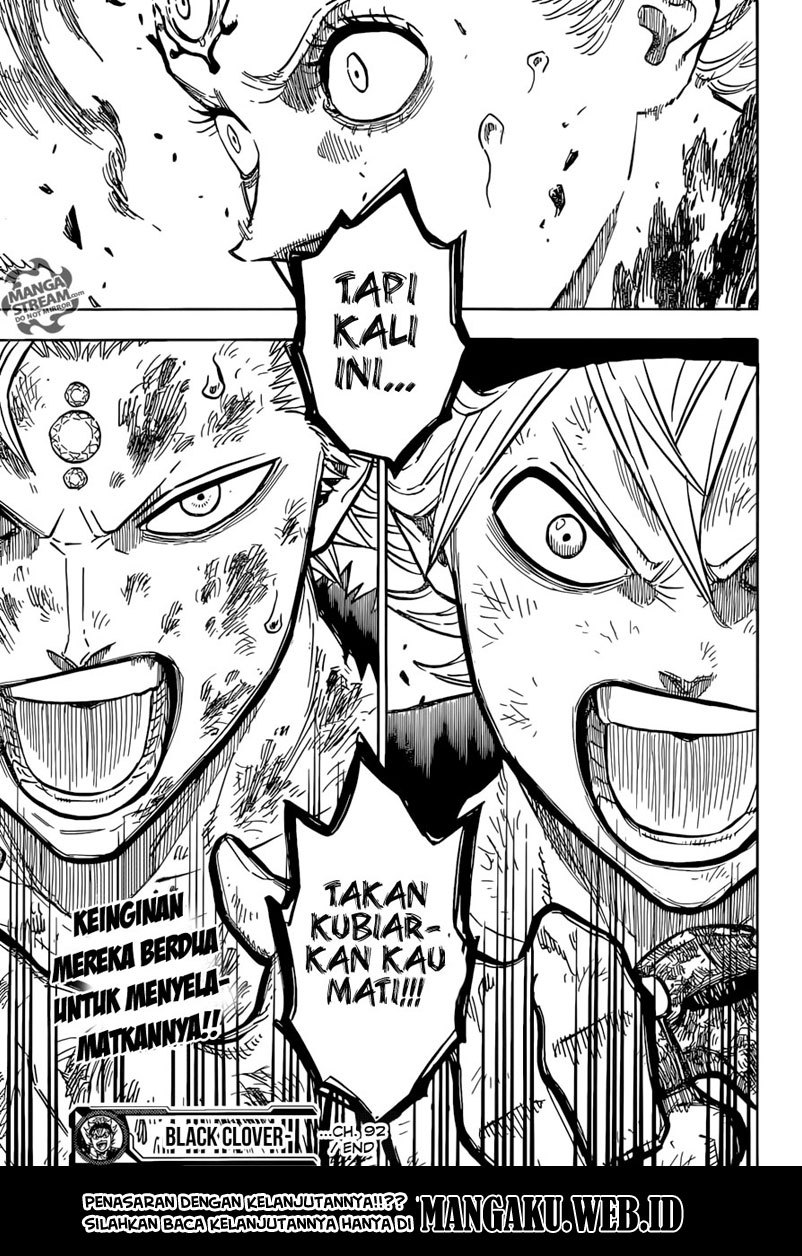 MANGA
STREAM.com
DO NOT MIRROR
TAPI
KALI
INI...
TAKAN
KUBIAR-
KAN KAU
MATI!!!
KEINGINAN
MEREKA BERDUA
UNTUK MENYELA-
MATKANNYA!!
BLACK CLOVER-
...CH. 92
/ END
PENASARAN DENGAN KELANJUTANNYA!!??
SILAHKAN BACA KELANJUTANNYA HANYA DI MANGAKU.WEB.ID